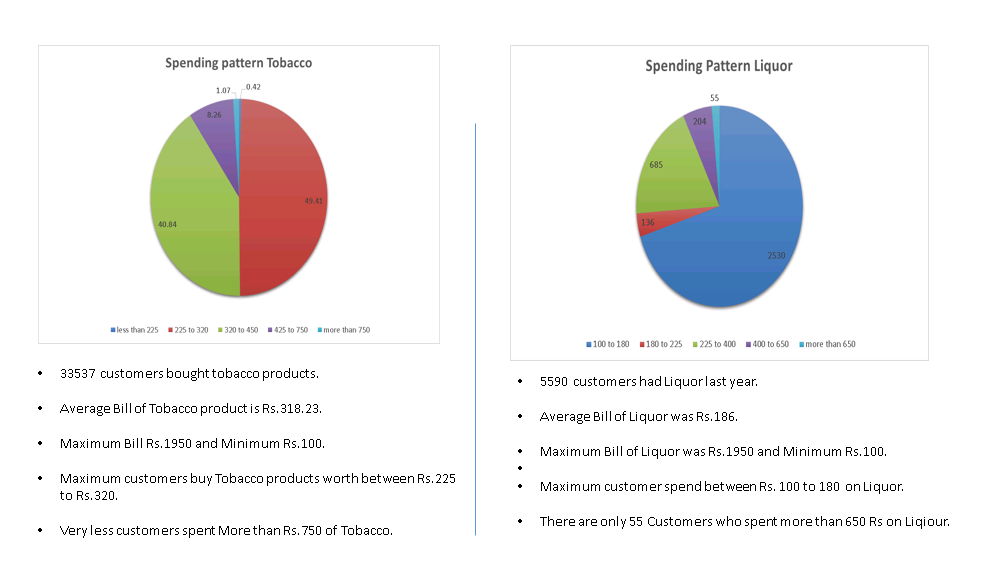 Spending pattern Tobacco
1.07
0.42
8.26
49.41
40.84
less than 225 225 to 320 320 to 450 425 to 750 more than 750
• 33537 customers bought tobacco products.
• Average Bill of Tobacco product is Rs.318.23.
• Maximum Bill Rs.1950 and Minimum Rs.100.
• Maximum customers buy Tobacco products worth between Rs.225
to Rs.320.
• Very less customers spent More than Rs.750 of Tobacco.
Spending Pattern Liquor
55
204
685
136
2530
100 to 180 180 to 225 225 to 400 400 to 650 more than 650
• 5590 customers had Liquor last year.
• Average Bill of Liquor was Rs.186.
• Maximum Bill of Liquor was Rs.1950 and Minimum Rs.100.
•
• Maximum customer spend between Rs. 100 to 180 on Liquor.
• There are only 55 Customers who spent more than 650 Rs on Liqiour.